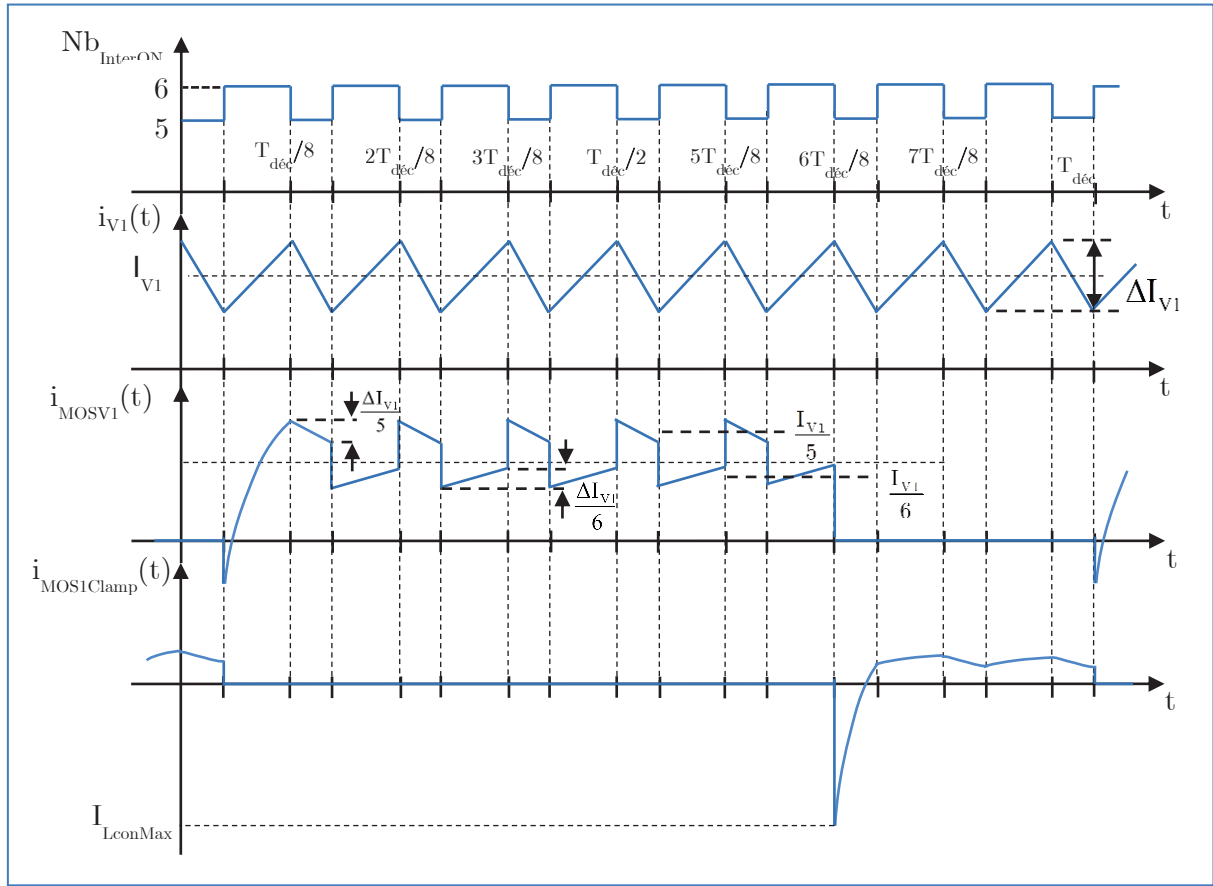 Nb_InterON
6
5
T_déc/8
2T_déc/8
3T_déc/8
T_déc/2
5T_déc/8
6T_déc/8
7T_déc/8
T_déc
t
i_V1(t)
I_V1
ΔI_V1
t
i_MOSV1(t)
ΔI_V1/5
I_V1/5
ΔI_V1/6
I_V1/6
t
i_MOS1Clamp(t)
t
I_LconMax